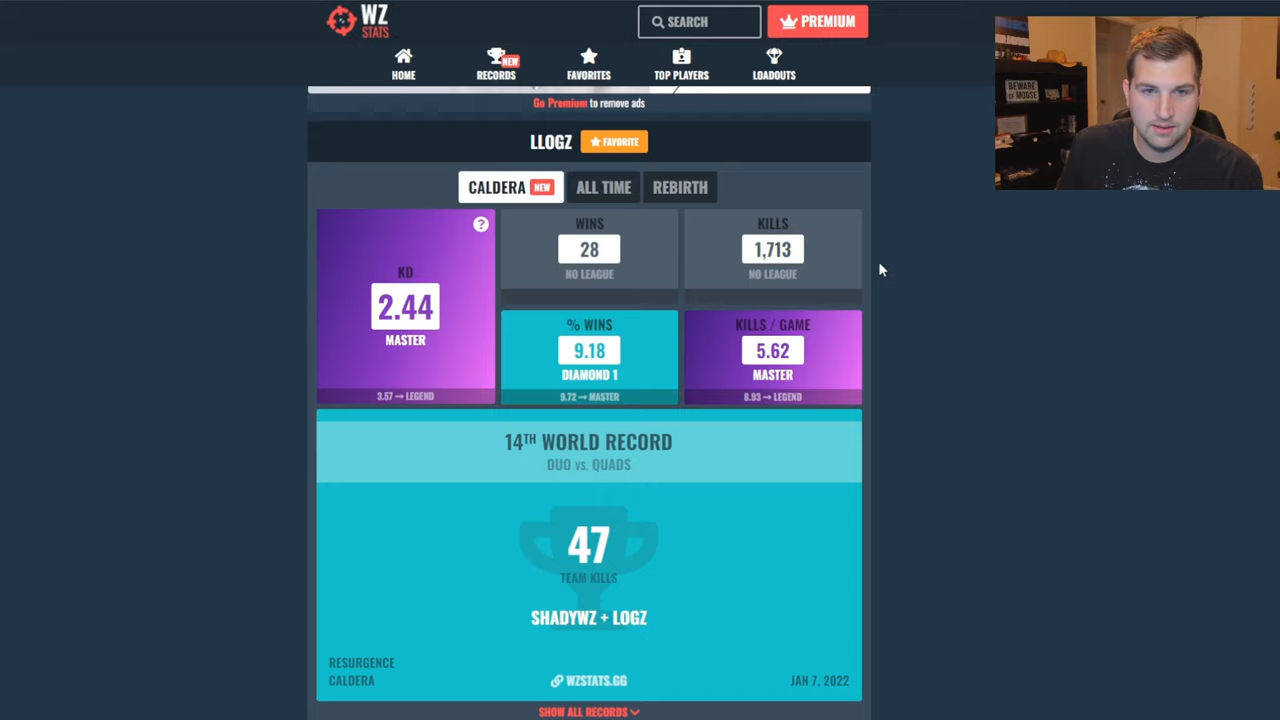 WZ
STATS
SEARCH
PREMIUM
HOME
RECORDS
NEW
FAVORITES
TOP PLAYERS
LOADOUTS
Go Premium to remove ads
LLOGZ
FAVORITE
CALDERA NEW
ALL TIME
REBIRTH
?
KD
2.44
MASTER
3.57 → LEGEND
WINS
28
NO LEAGUE
KILLS
1,713
NO LEAGUE
% WINS
9.18
DIAMOND 1
9.72 → MASTER
KILLS / GAME
5.62
MASTER
8.93 → LEGEND
14TH WORLD RECORD
DUO vs. QUADS
47
TEAM KILLS
SHADYWZ + LOGZ
RESURGENCE
CALDERA
WZSTATS.GG
JAN 7, 2022
SHOW ALL RECORDS
BEWARE
OF MOOSE